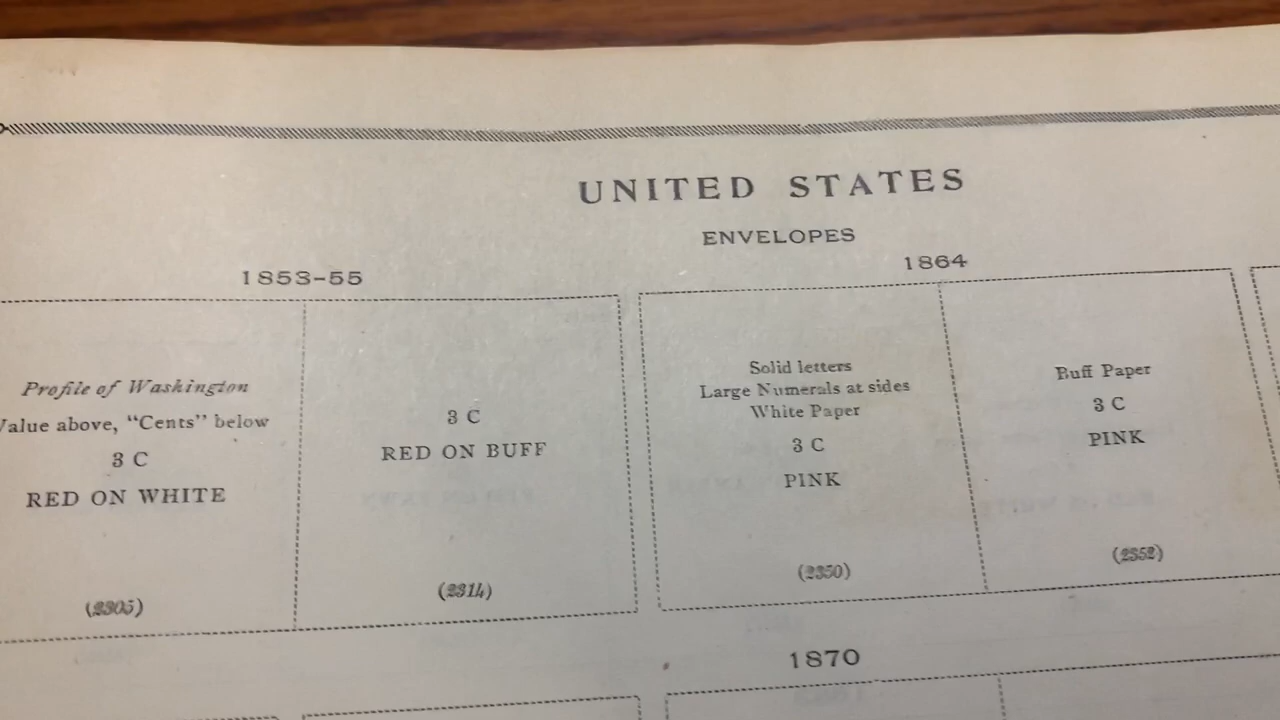 UNITED STATES
ENVELOPES
1853-55
Profile of Washington
Value above, "Cents" below
3 C
RED ON WHITE
(2305)
3 C
RED ON BUFF
(2314)
1864
Solid letters
Large Numerals at sides
White Paper
3 C
PINK
(2350)
Buff Paper
3 C
PINK
(2352)
1870